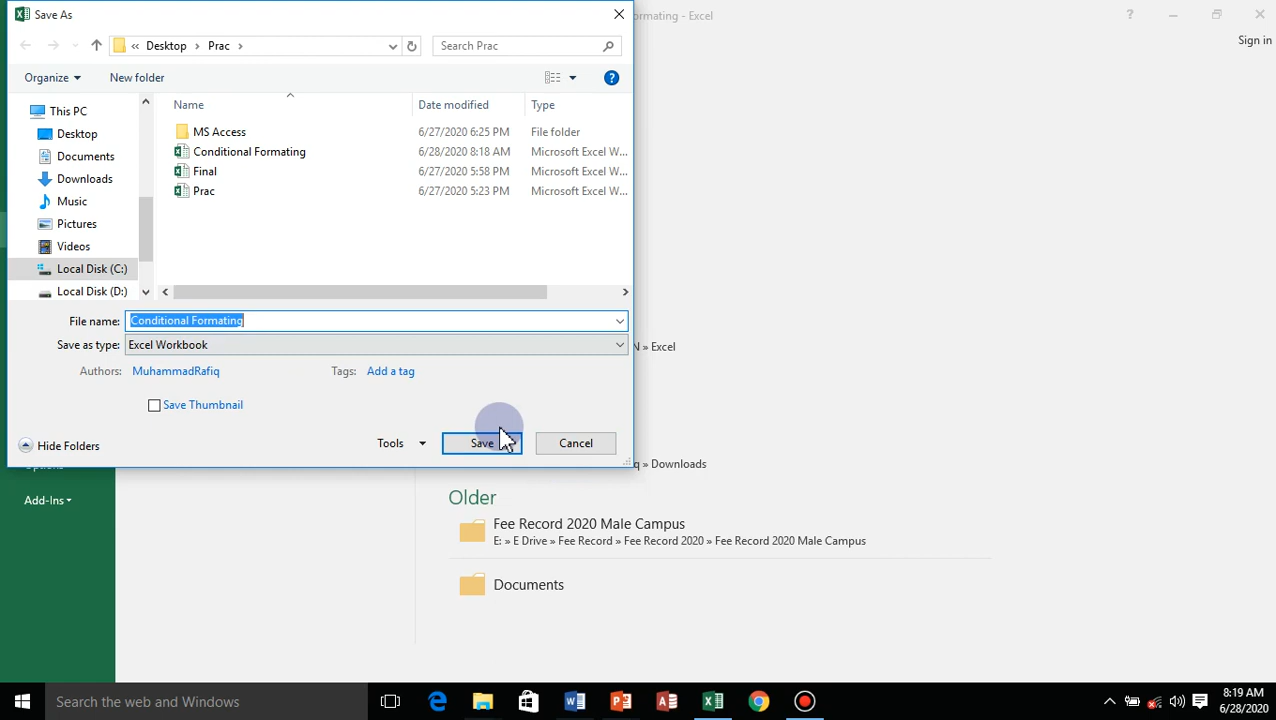 Save As
ormating - Excel
Sign in
« Desktop › Prac ›
Search Prac
Organize
New folder
Name Date modified Type
This PC
Desktop
Documents
Downloads
Music
Pictures
Videos
Local Disk (C:)
Local Disk (D:)
MS Access 6/27/2020 6:25 PM File folder
Conditional Formating 6/28/2020 8:18 AM Microsoft Excel W...
Final 6/27/2020 5:58 PM Microsoft Excel W...
Prac 6/27/2020 5:23 PM Microsoft Excel W...
File name: Conditional Formating
Save as type: Excel Workbook
Authors: MuhammadRafiq Tags: Add a tag
Save Thumbnail
Hide Folders
Tools
Save
Cancel
N » Excel
q » Downloads
Add-Ins
Older
Fee Record 2020 Male Campus
E: » E Drive » Fee Record » Fee Record 2020 » Fee Record 2020 Male Campus
Documents
Search the web and Windows
8:19 AM
6/28/2020